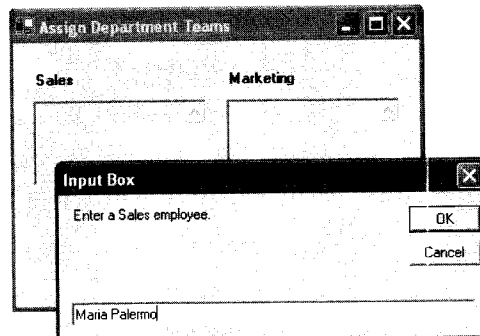 Assign Department Teams
Sales
Marketing
Input Box
Enter a Sales employee.
OK
Cancel
Maria Palermo